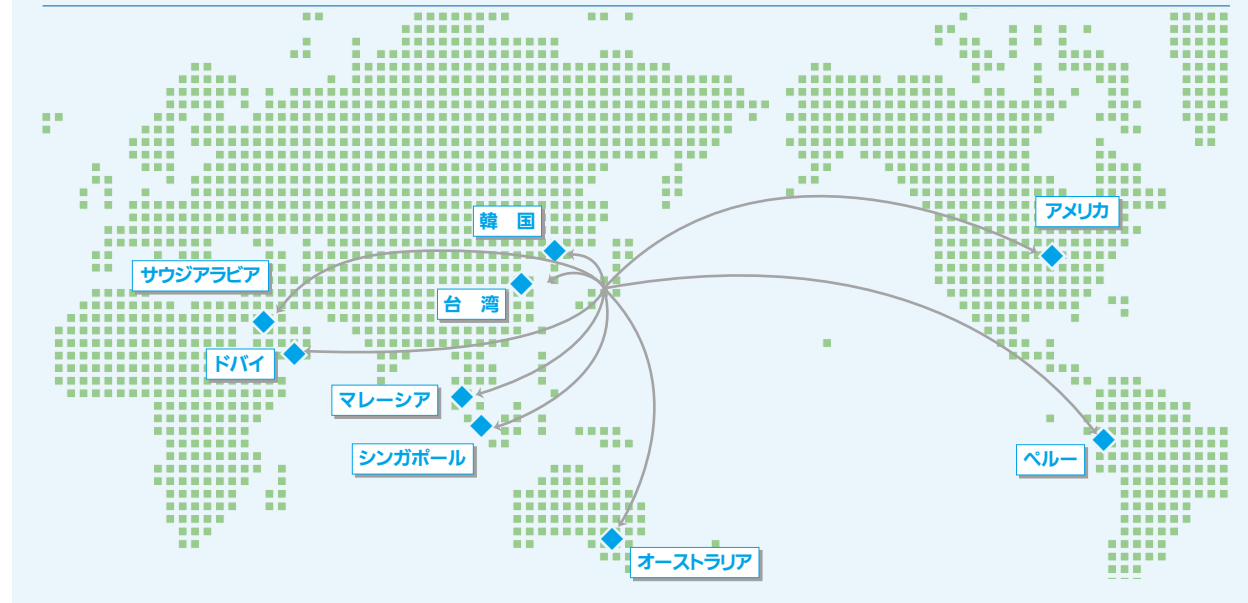 韓　国
アメリカ
サウジアラビア
台　湾
ドバイ
マレーシア
シンガポール
ペルー
オーストラリア